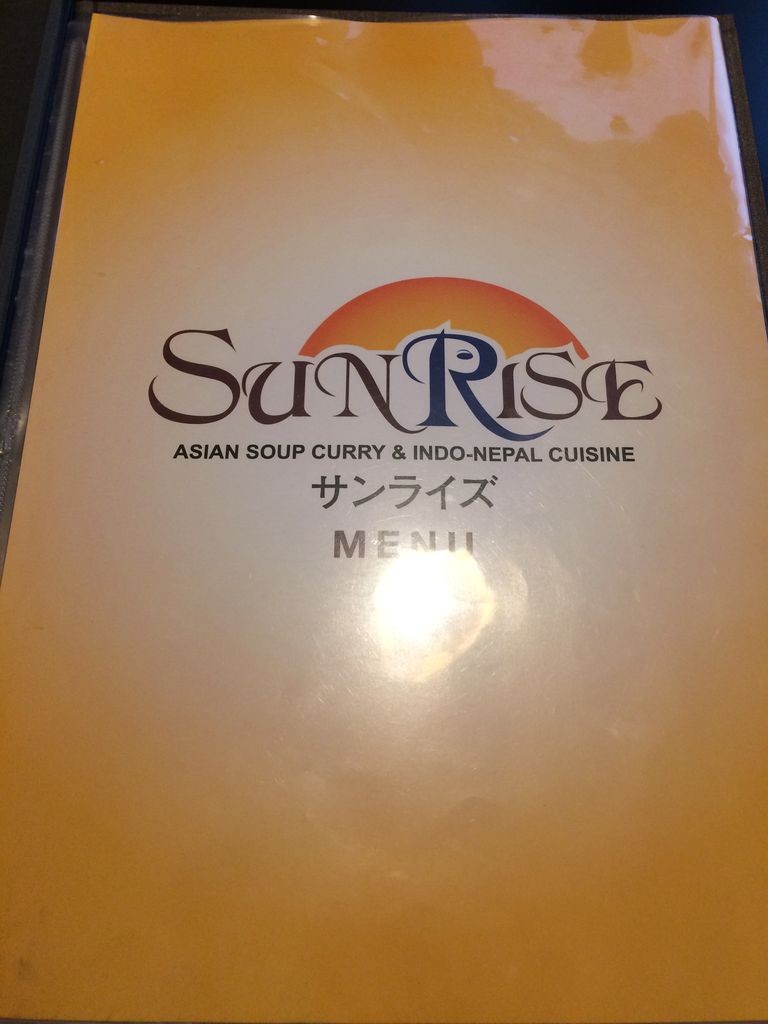 SUNRISE
ASIAN SOUP CURRY & INDO-NEPAL CUISINE
サンライズ
MENU